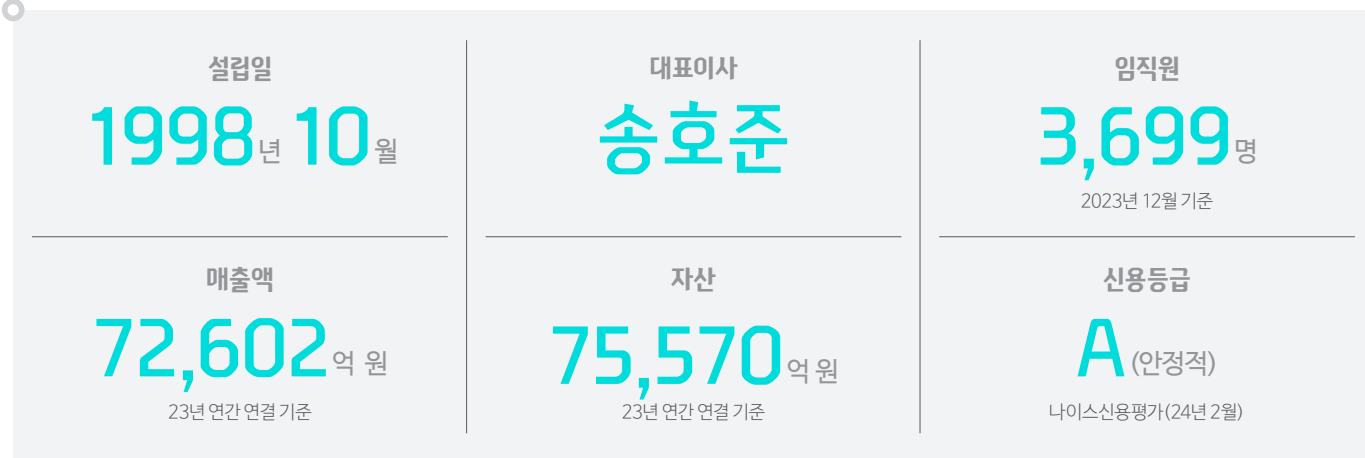 설립일
1998년 10월
대표이사
송호준
임직원
3,699명
2023년 12월 기준
매출액
72,602억 원
23년 연간 연결 기준
자산
75,570억 원
23년 연간 연결 기준
신용등급
A (안정적)
나이스신용평가(24년 2월)